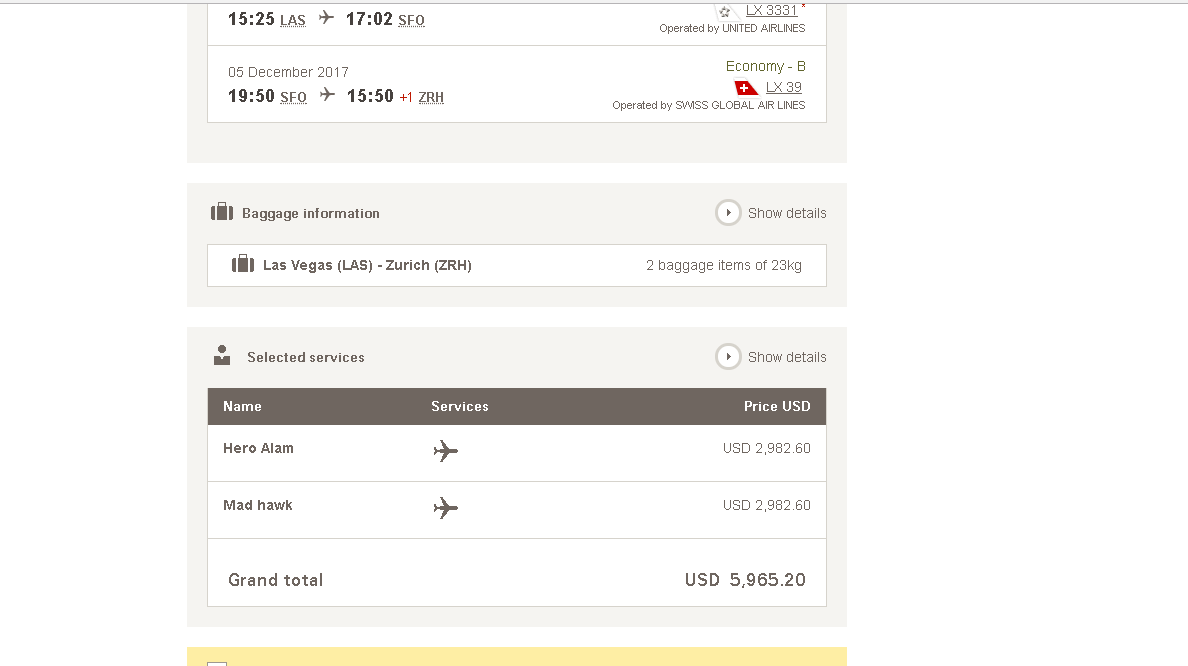 15:25 LAS 17:02 SFO LX 3331 *
Operated by UNITED AIRLINES
05 December 2017 Economy - B
19:50 SFO 15:50 +1 ZRH LX 39
Operated by SWISS GLOBAL AIR LINES
Baggage information Show details
Las Vegas (LAS) - Zurich (ZRH) 2 baggage items of 23kg
Selected services Show details
Name Services Price USD
Hero Alam USD 2,982.60
Mad hawk USD 2,982.60
Grand total USD 5,965.20